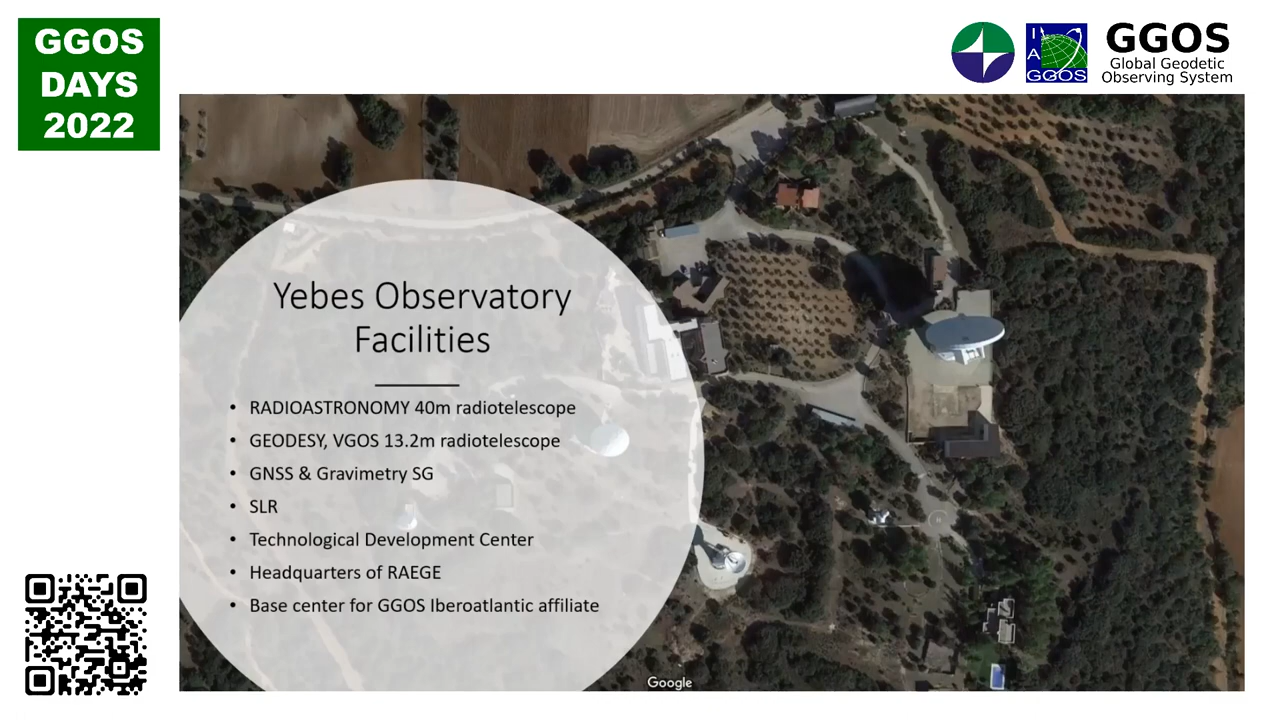 GGOS
DAYS
2022
I
A
G
GGOS
GGOS
Global Geodetic
Observing System
Yebes Observatory
Facilities
• RADIOASTRONOMY 40m radiotelescope
• GEODESY, VGOS 13.2m radiotelescope
• GNSS & Gravimetry SG
• SLR
• Technological Development Center
• Headquarters of RAEGE
• Base center for GGOS Iberoatlantic affiliate
H
Google